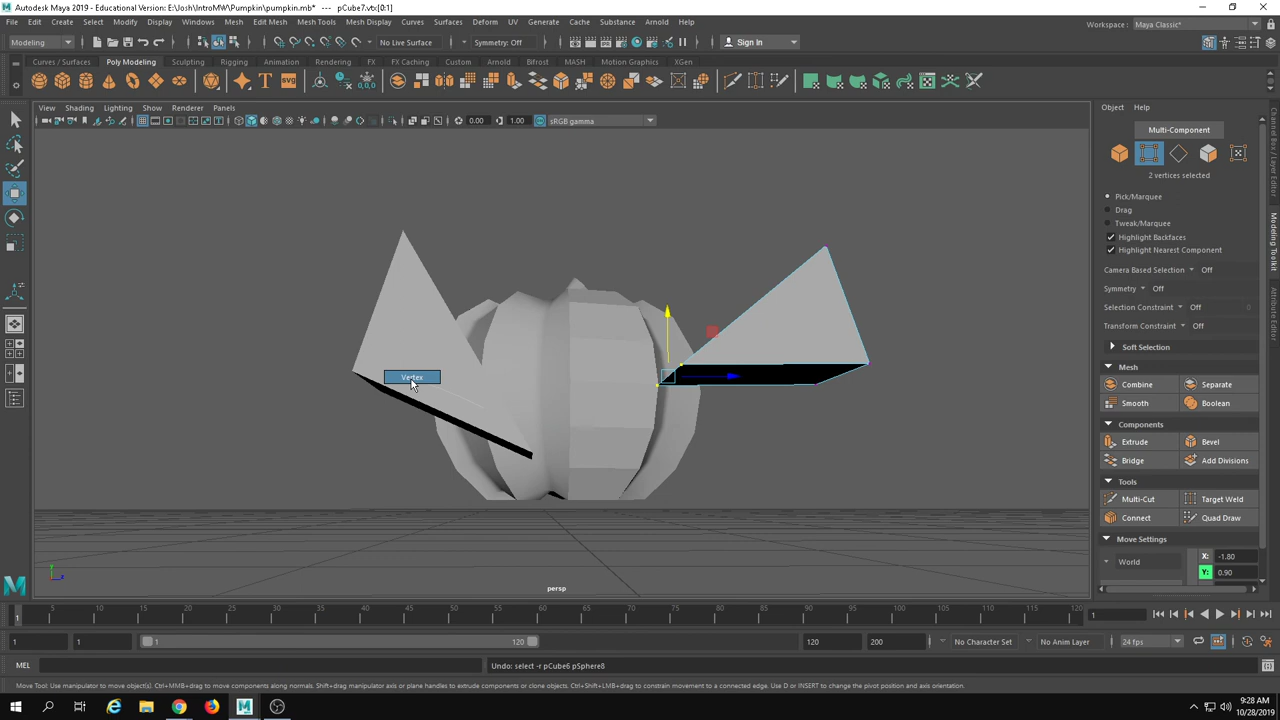 Autodesk Maya 2019 - Educational Version: E:\Josh\IntroMW\Pumpkin\pumpkin.mb*  ---  pCube7.vtx[0:1]
File Edit Create Select Modify Display Windows Mesh Edit Mesh Mesh Tools Mesh Display Curves Surfaces Deform UV Generate Cache Substance Arnold Help
Workspace : Maya Classic*
Modeling No Live Surface Symmetry: Off Sign In
Curves / Surfaces Poly Modeling Sculpting Rigging Animation Rendering FX FX Caching Custom Arnold Bifrost MASH Motion Graphics XGen
View Shading Lighting Show Renderer Panels
0.00 1.00 sRGB gamma
Vertex
persp
Object Help
Multi-Component
2 vertices selected
Pick/Marquee
Drag
Tweak/Marquee
Highlight Backfaces
Highlight Nearest Component
Camera Based Selection Off
Symmetry Off
Selection Constraint Off 0
Transform Constraint Off
Soft Selection
Mesh
Combine Separate
Smooth Boolean
Components
Extrude Bevel
Bridge Add Divisions
Tools
Multi-Cut Target Weld
Connect Quad Draw
Move Settings
World X: -1.80
Y: 0.90
Channel Box / Layer Editor
Modeling Toolkit
Attribute Editor
5 10 15 20 25 30 35 40 45 50 55 60 65 70 75 80 85 90 95 100 105 110 115 120
1 1
1 1 1 120 120 200 No Character Set No Anim Layer 24 fps
MEL Undo: select -r pCube6 pSphere8
Move Tool: Use manipulator to move object(s). Ctrl+MMB+drag to move components along normals. Shift+drag manipulator axis or plane handles to extrude components or clone objects. Ctrl+Shift+LMB+drag to constrain movement to a connected edge. Use D or INSERT to change the pivot position and axis orientation.
9:28 AM
10/28/2019